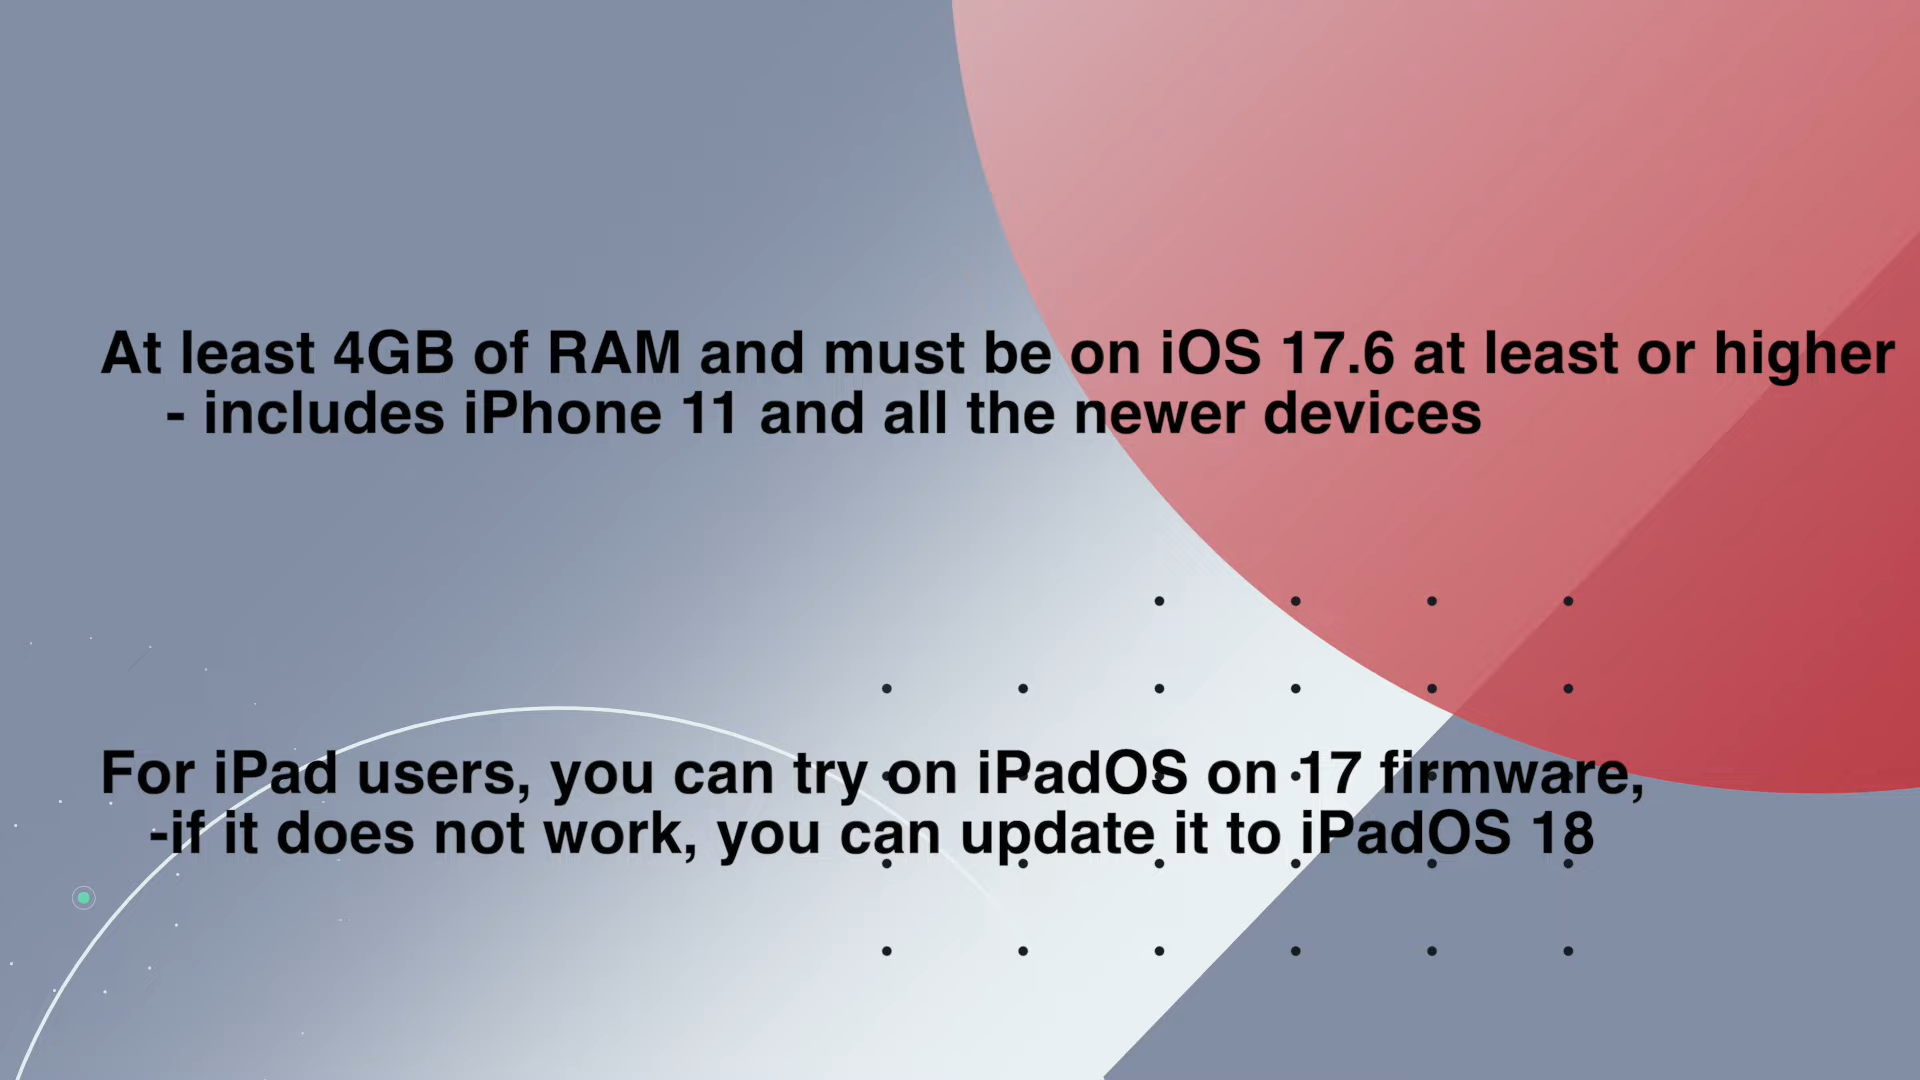 At least 4GB of RAM and must be on iOS 17.6 at least or higher
- includes iPhone 11 and all the newer devices
For iPad users, you can try on iPadOS on 17 firmware,
-if it does not work, you can update it to iPadOS 18